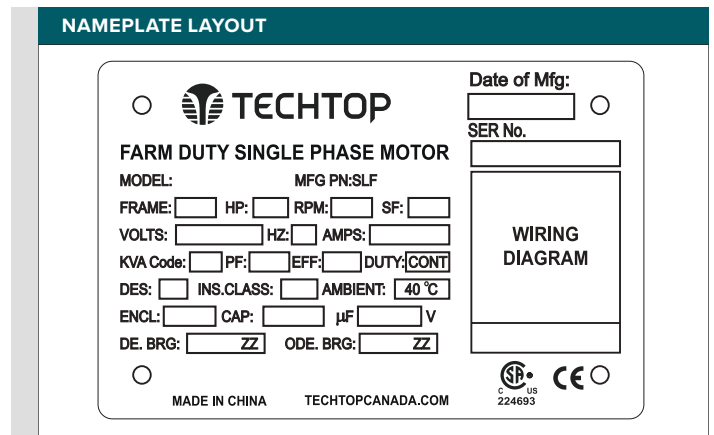 NAMEPLATE LAYOUT
TECHTOP
Date of Mfg:
SER No.
FARM DUTY SINGLE PHASE MOTOR
MODEL: MFG PN:SLF
FRAME: HP: RPM: SF:
VOLTS: HZ: AMPS:
KVA Code: PF: EFF: DUTY: CONT
DES: INS.CLASS: AMBIENT: 40 °C
ENCL: CAP: µF V
DE. BRG: ZZ ODE. BRG: ZZ
WIRING
DIAGRAM
MADE IN CHINA TECHTOPCANADA.COM
C SA US
224693
CE